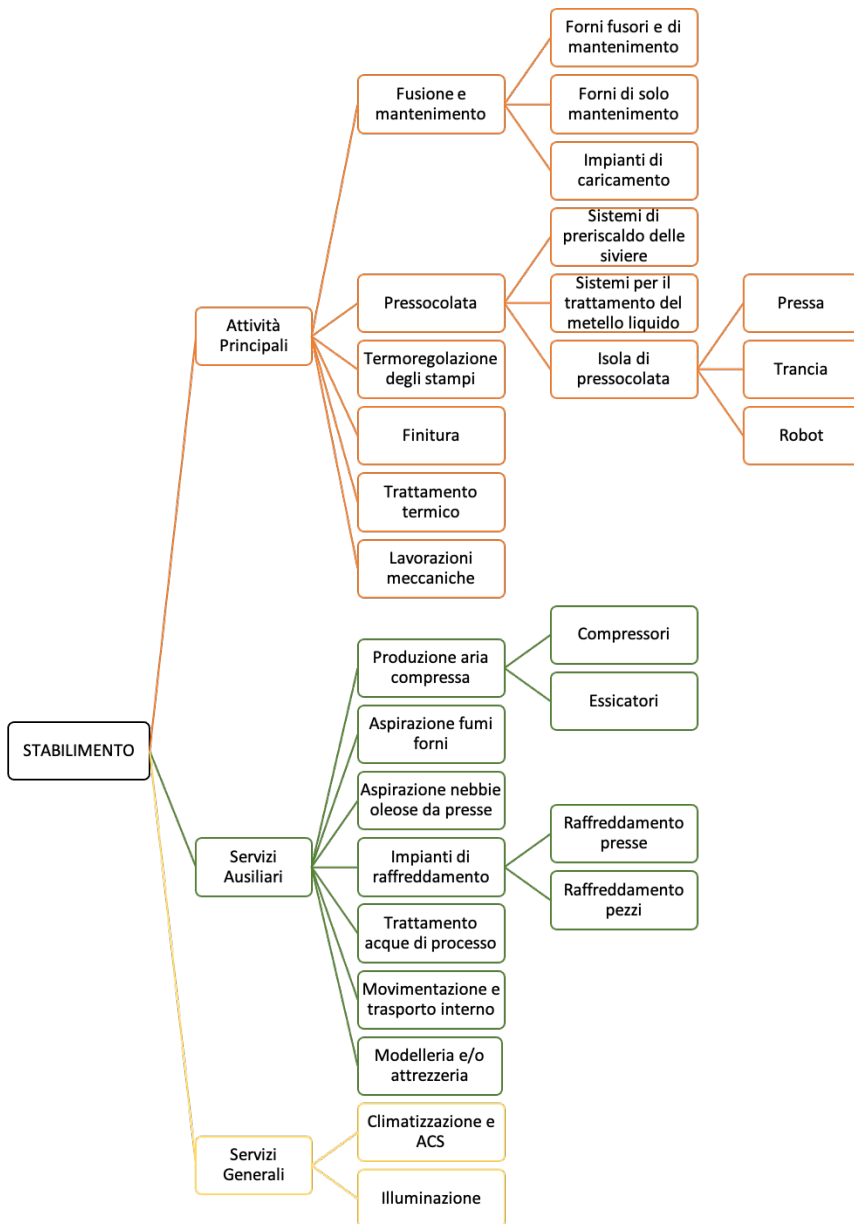 Forni fusori e di
mantenimento
Fusione e
mantenimento
Forni di solo
mantenimento
Impianti di
caricamento
Sistemi di
preriscaldo delle
siviere
Pressocolata
Sistemi per il
trattamento del
metello liquido
Pressa
Attività
Principali
Termoregolazione
degli stampi
Isola di
pressocolata
Trancia
Finitura
Robot
Trattamento
termico
Lavorazioni
meccaniche
Compressori
Produzione aria
compressa
Essicatori
Aspirazione fumi
forni
STABILIMENTO
Aspirazione nebbie
oleose da presse
Raffreddamento
presse
Servizi
Ausiliari
Impianti di
raffreddamento
Raffreddamento
pezzi
Trattamento
acque di processo
Movimentazione e
trasporto interno
Modelleria e/o
attrezzeria
Climatizzazione e
ACS
Servizi
Generali
Illuminazione